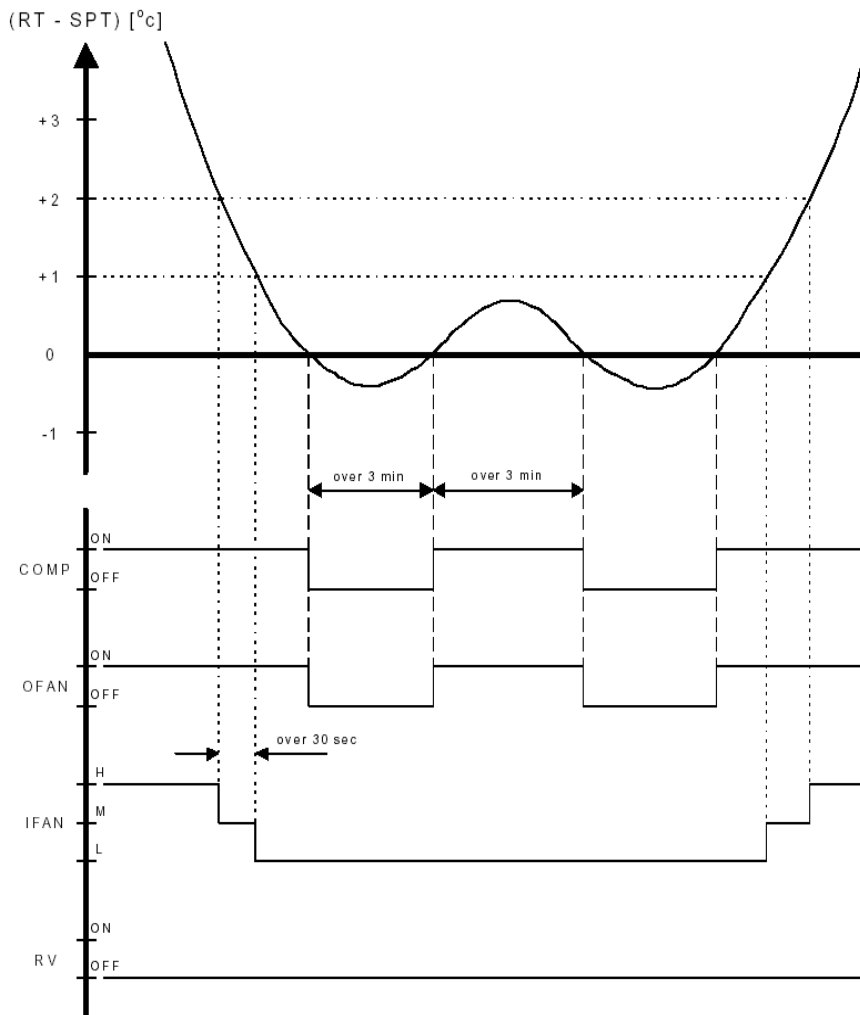 (RT - SPT) [°c]
+3
+2
+1
0
-1
over 3 min
over 3 min
ON
COMP
OFF
ON
OFAN
OFF
over 30 sec
H
M
IFAN
L
ON
RV
OFF